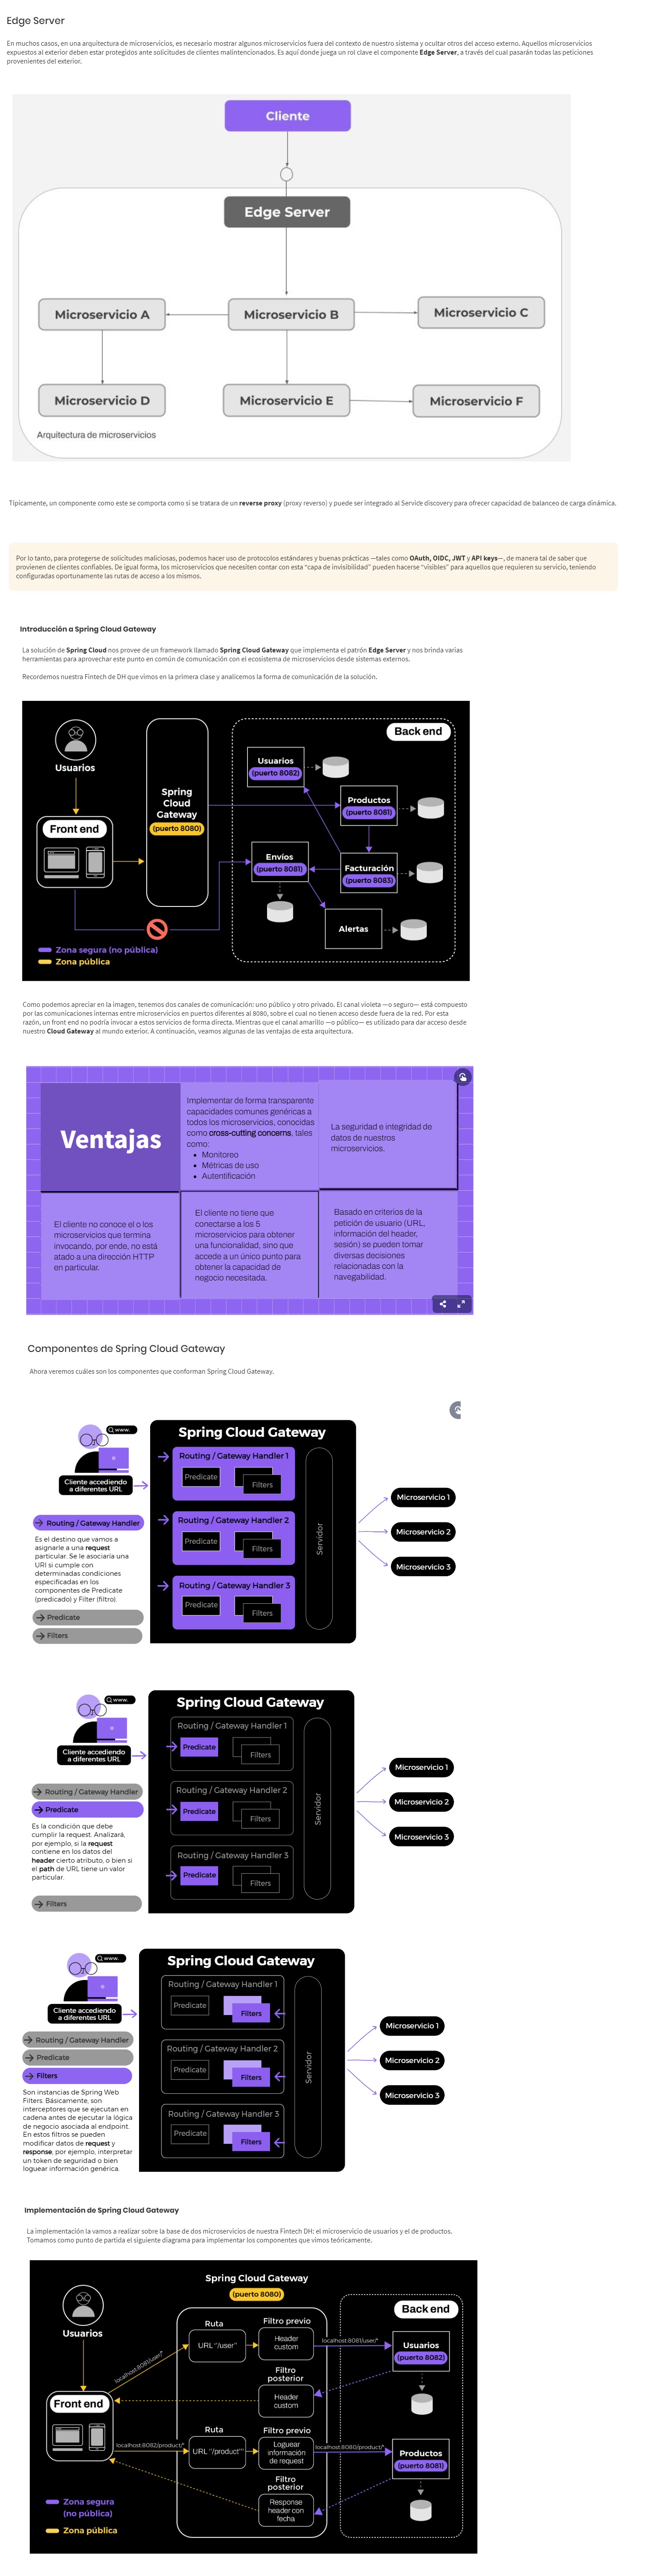 Edge Server
En muchos casos, en una arquitectura de microservicios, es necesario mostrar algunos microservicios fuera del contexto de nuestro sistema y ocultar otros del acceso externo. Aquellos microservicios
expuestos al exterior deben estar protegidos ante solicitudes de clientes malintencionados. Es aquí donde juega un rol clave el componente Edge Server, a través del cual pasarán todas las peticiones
provenientes del exterior.
Cliente
Edge Server
Microservicio A
Microservicio B
Microservicio C
Microservicio D
Microservicio E
Microservicio F
Arquitectura de microservicios
Típicamente, un componente como este se comporta como si se tratara de un reverse proxy (proxy reverso) y puede ser integrado al Service discovery para ofrecer capacidad de balanceo de carga dinámica.
Por lo tanto, para protegerse de solicitudes maliciosas, podemos hacer uso de protocolos estándares y buenas prácticas —tales como OAuth, OIDC, JWT y API keys—, de manera tal de saber que
provienen de clientes confiables. De igual forma, los microservicios que necesiten contar con esta “capa de invisibilidad” pueden hacerse “visibles” para aquellos que requieren su servicio, teniendo
configuradas oportunamente las rutas de acceso a los mismos.
Introducción a Spring Cloud Gateway
La solución de Spring Cloud nos provee de un framework llamado Spring Cloud Gateway que implementa el patrón Edge Server y nos brinda varias
herramientas para aprovechar este punto en común de comunicación con el ecosistema de microservicios desde sistemas externos.
Recordemos nuestra Fintech de DH que vimos en la primera clase y analicemos la forma de comunicación de la solución.
Usuarios
Front end
Spring
Cloud
Gateway
(puerto 8080)
Back end
Usuarios
(puerto 8082)
Productos
(puerto 8081)
Envíos
(puerto 8081)
Facturación
(puerto 8083)
Alertas
Zona segura (no pública)
Zona pública
Como podemos apreciar en la imagen, tenemos dos canales de comunicación: uno público y otro privado. El canal violeta —o seguro— está compuesto
por las comunicaciones internas entre microservicios en puertos diferentes al 8080, sobre el cual no tienen acceso desde fuera de la red. Por esta
razón, un front end no podría invocar a estos servicios de forma directa. Mientras que el canal amarillo —o público— es utilizado para dar acceso desde
nuestro Cloud Gateway al mundo exterior. A continuación, veamos algunas de las ventajas de esta arquitectura.
Ventajas
Implementar de forma transparente
capacidades comunes genéricas a
todos los microservicios, conocidas
como cross-cutting concerns, tales
como:
• Monitoreo
• Métricas de uso
• Autentificación
La seguridad e integridad de
datos de nuestros
microservicios.
El cliente no conoce el o los
microservicios que termina
invocando, por ende, no está
atado a una dirección HTTP
en particular.
El cliente no tiene que
conectarse a los 5
microservicios para obtener
una funcionalidad, sino que
accede a un único punto para
obtener la capacidad de
negocio necesitada.
Basado en criterios de la
petición de usuario (URL,
información del header,
sesión) se pueden tomar
diversas decisiones
relacionadas con la
navegabilidad.
Componentes de Spring Cloud Gateway
Ahora veremos cuáles son los componentes que conforman Spring Cloud Gateway.
www.
Cliente accediendo
a diferentes URL
Routing / Gateway Handler
Es el destino que vamos a
asignarle a una request
particular. Se le asociaría una
URI si cumple con
determinadas condiciones
especificadas en los
componentes de Predicate
(predicado) y Filter (filtro).
Predicate
Filters
Spring Cloud Gateway
Routing / Gateway Handler 1
Predicate
Filters
Routing / Gateway Handler 2
Predicate
Filters
Routing / Gateway Handler 3
Predicate
Filters
Servidor
Microservicio 1
Microservicio 2
Microservicio 3
www.
Cliente accediendo
a diferentes URL
Routing / Gateway Handler
Predicate
Es la condición que debe
cumplir la request. Analizará,
por ejemplo, si la request
contiene en los datos del
header cierto atributo, o bien si
el path de URL tiene un valor
particular.
Filters
Spring Cloud Gateway
Routing / Gateway Handler 1
Predicate
Filters
Routing / Gateway Handler 2
Predicate
Filters
Routing / Gateway Handler 3
Predicate
Filters
Servidor
Microservicio 1
Microservicio 2
Microservicio 3
www.
Cliente accediendo
a diferentes URL
Routing / Gateway Handler
Predicate
Filters
Son instancias de Spring Web
Filters. Básicamente, son
interceptores que se ejecutan en
cadena antes de ejecutar la lógica
de negocio asociada al endpoint.
En estos filtros se pueden
modificar datos de request y
response, por ejemplo, interpretar
un token de seguridad o bien
loguear información genérica.
Spring Cloud Gateway
Routing / Gateway Handler 1
Predicate
Filters
Routing / Gateway Handler 2
Predicate
Filters
Routing / Gateway Handler 3
Predicate
Filters
Servidor
Microservicio 1
Microservicio 2
Microservicio 3
Implementación de Spring Cloud Gateway
La implementación la vamos a realizar sobre la base de dos microservicios de nuestra Fintech DH: el microservicio de usuarios y el de productos.
Tomamos como punto de partida el siguiente diagrama para implementar los componentes que vimos teóricamente.
Spring Cloud Gateway
(puerto 8080)
Usuarios
Front end
localhost:8081/user/*
Ruta
URL "/user"
Filtro previo
Header
custom
localhost:8081/user/*
Back end
Usuarios
(puerto 8082)
Filtro
posterior
Header
custom
localhost:8082/product/*
Ruta
URL "/product"
Filtro previo
Loguear
información
de request
localhost:8080/product/*
Productos
(puerto 8081)
Filtro
posterior
Response
header con
fecha
Zona segura
(no pública)
Zona pública